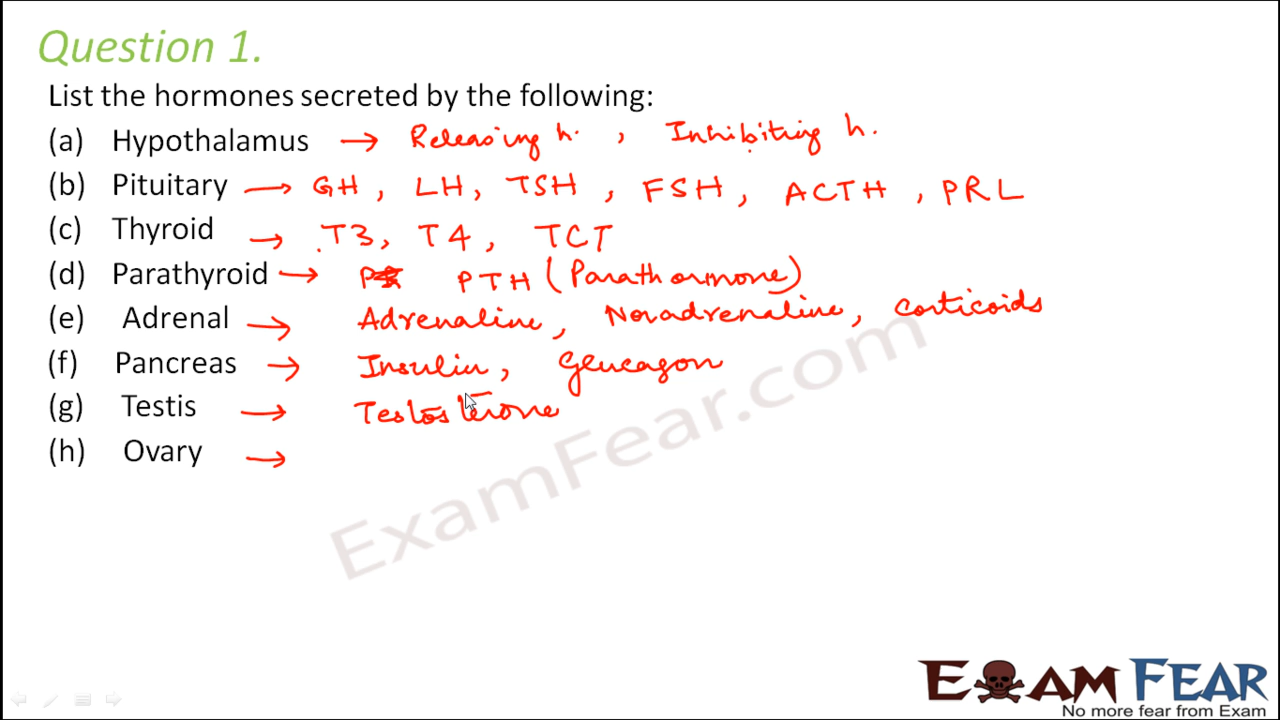 Question 1.
List the hormones secreted by the following:
(a) Hypothalamus → Releasing h. , Inhibiting h.
(b) Pituitary → GH, LH, TSH, FSH, ACTH, PRL
(c) Thyroid → T3, T4, TCT
(d) Parathyroid → PTH (Parathormone)
(e) Adrenal → Adrenaline, Noradrenaline, Corticoids
(f) Pancreas → Insulin, Glucagon
(g) Testis → Testosterone
(h) Ovary →
ExamFear.com
EXAM FEAR
No more fear from Exam